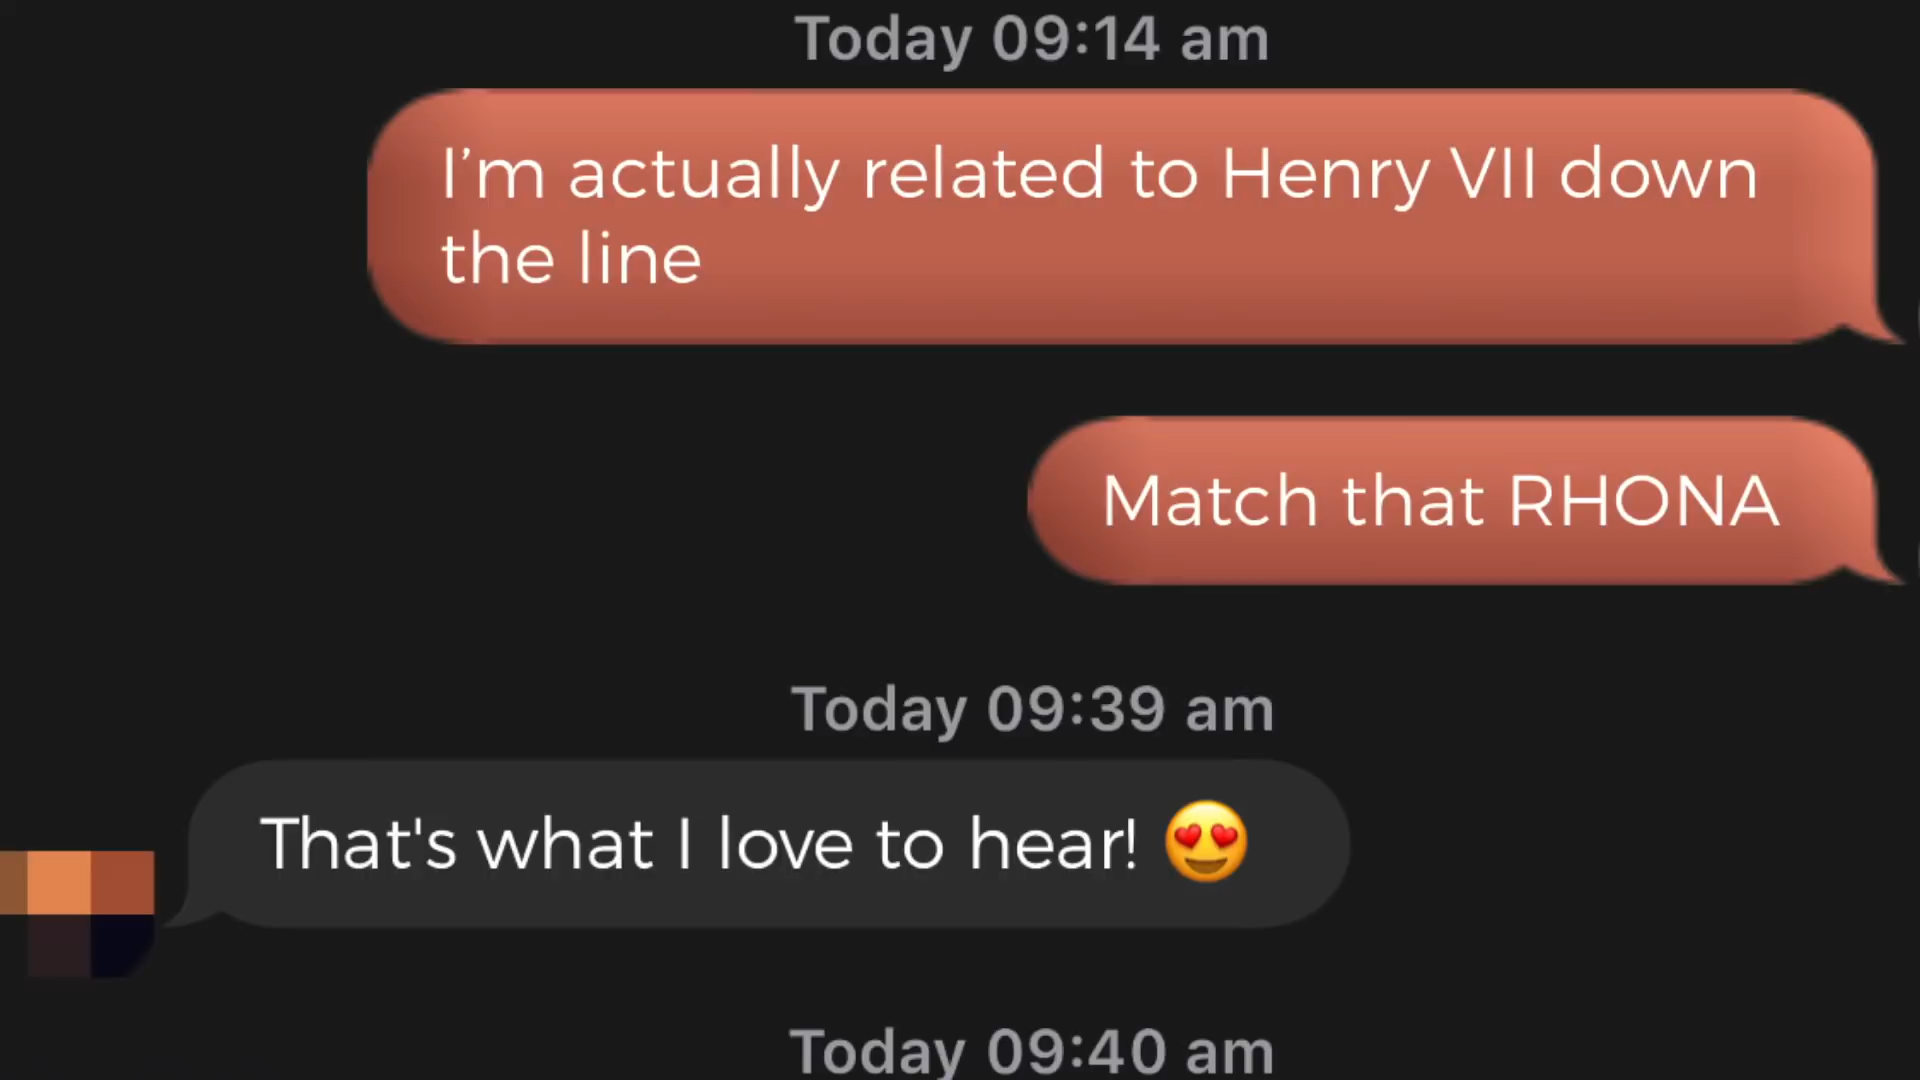 Today 09:14 am
I’m actually related to Henry VII down
the line
Match that RHONA
Today 09:39 am
That's what I love to hear! 😍
Today 09:40 am